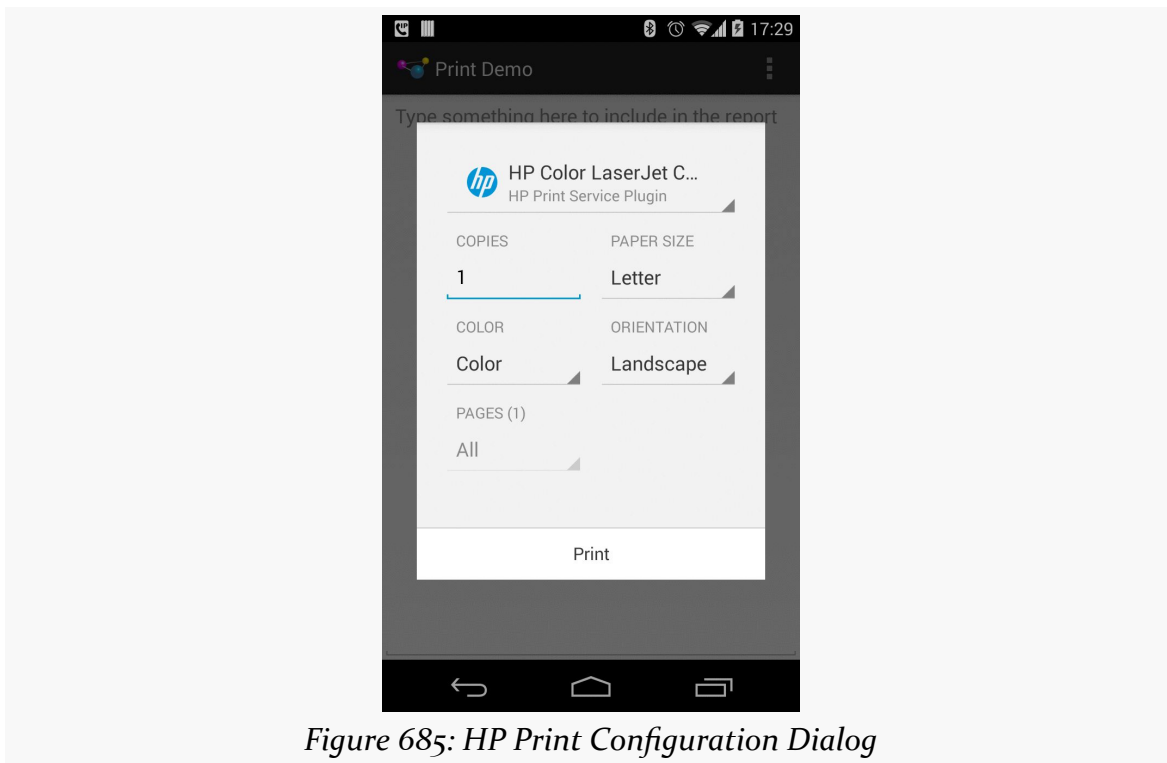 17:29
Print Demo
Type something here to include in the report
hp
HP Color LaserJet C...
HP Print Service Plugin
COPIES PAPER SIZE
1 Letter
COLOR ORIENTATION
Color Landscape
PAGES (1)
All
Print
Figure 685: HP Print Configuration Dialog